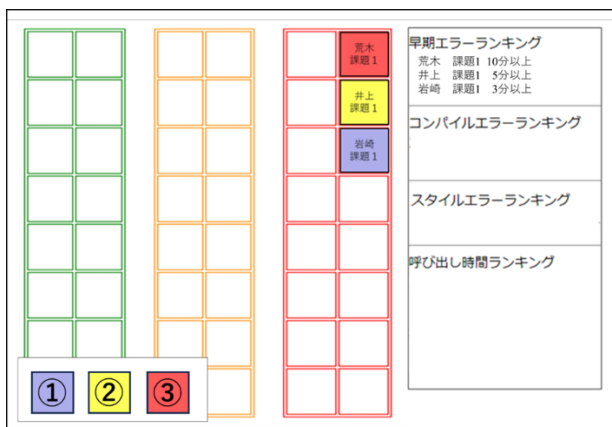 荒木
課題1
井上
課題1
岩崎
課題1
早期エラーランキング
荒木 課題1 10分以上
井上 課題1 5分以上
岩崎 課題1 3分以上
コンパイルエラーランキング
スタイルエラーランキング
呼び出し時間ランキング
① ② ③